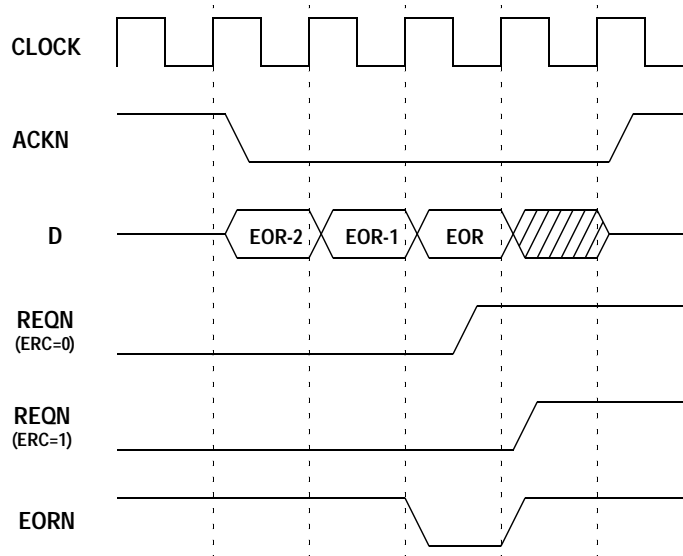 CLOCK
ACKN
D
EOR-2 EOR-1 EOR
REQN
(ERC=0)
REQN
(ERC=1)
EORN